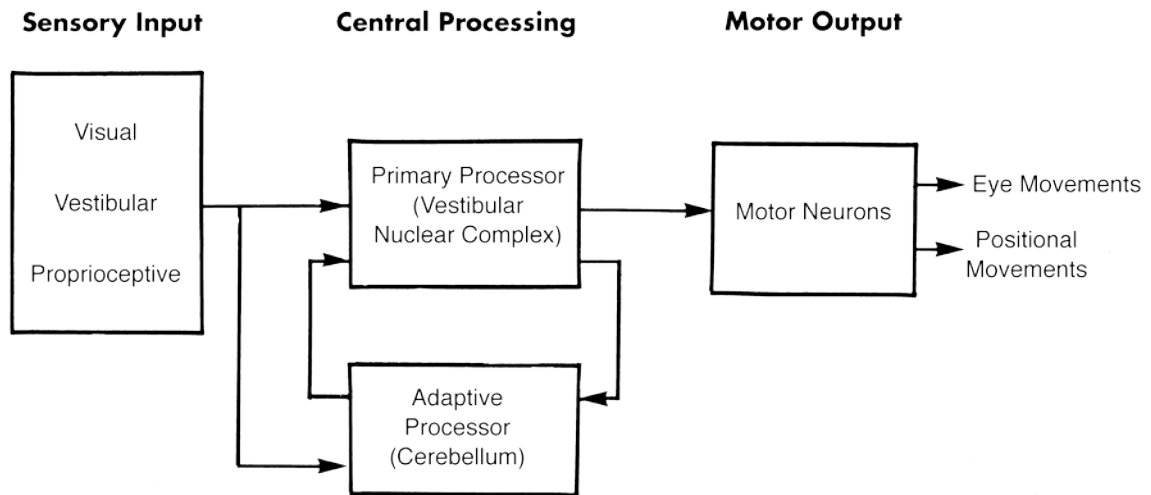 Sensory Input
Central Processing
Motor Output
Visual
Vestibular
Proprioceptive
Primary Processor
(Vestibular
Nuclear Complex)
Adaptive
Processor
(Cerebellum)
Motor Neurons
Eye Movements
Positional
Movements